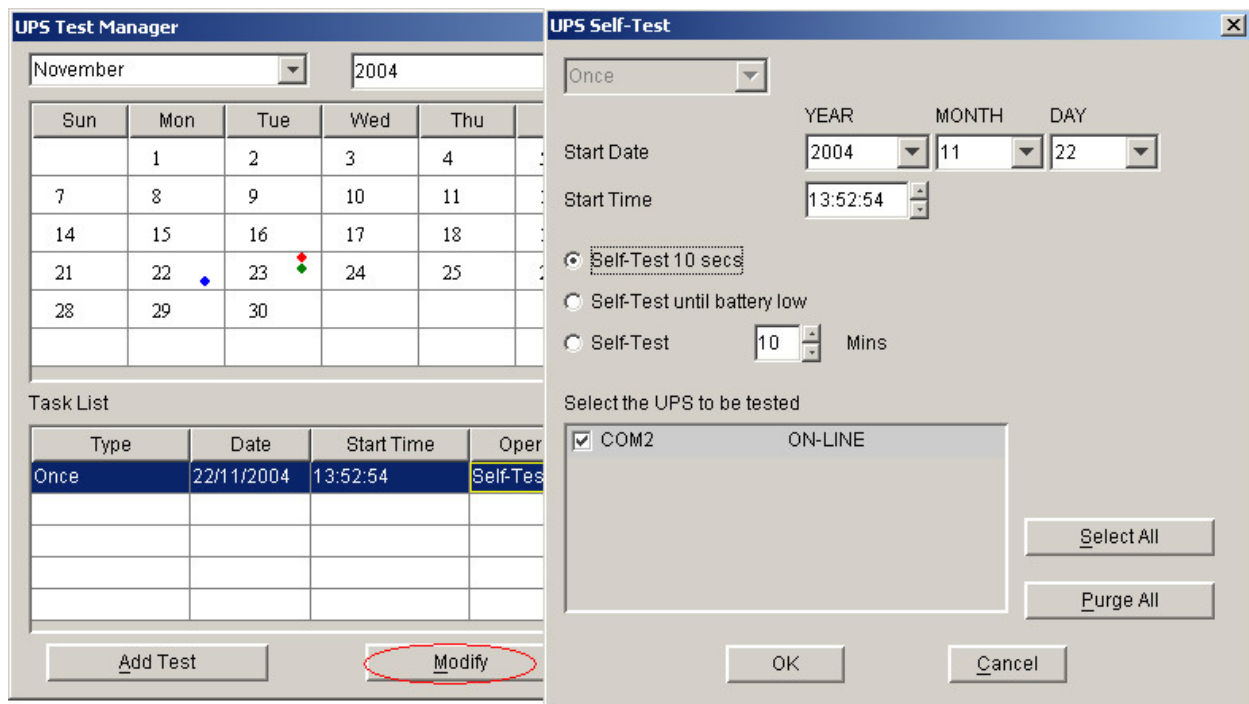 UPS Test Manager
November 2004
Sun Mon Tue Wed Thu
1 2 3 4
7 8 9 10 11
14 15 16 17 18
21 22 23 24 25
28 29 30
Task List
Type Date Start Time Oper
Once 22/11/2004 13:52:54 Self-Tes
Add Test Modify
UPS Self-Test
Once
YEAR MONTH DAY
Start Date 2004 11 22
Start Time 13:52:54
Self-Test 10 secs
Self-Test until battery low
Self-Test 10 Mins
Select the UPS to be tested
COM2 ON-LINE
Select All
Purge All
OK Cancel